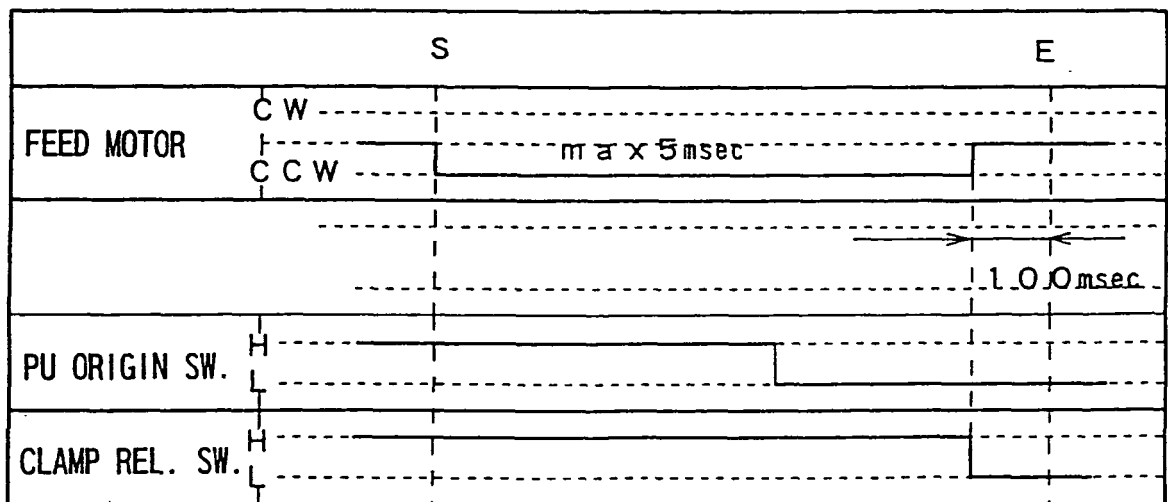 S E
CW
FEED MOTOR max 5msec
CCW
100msec
H
PU ORIGIN SW.
L
H
CLAMP REL. SW.
L